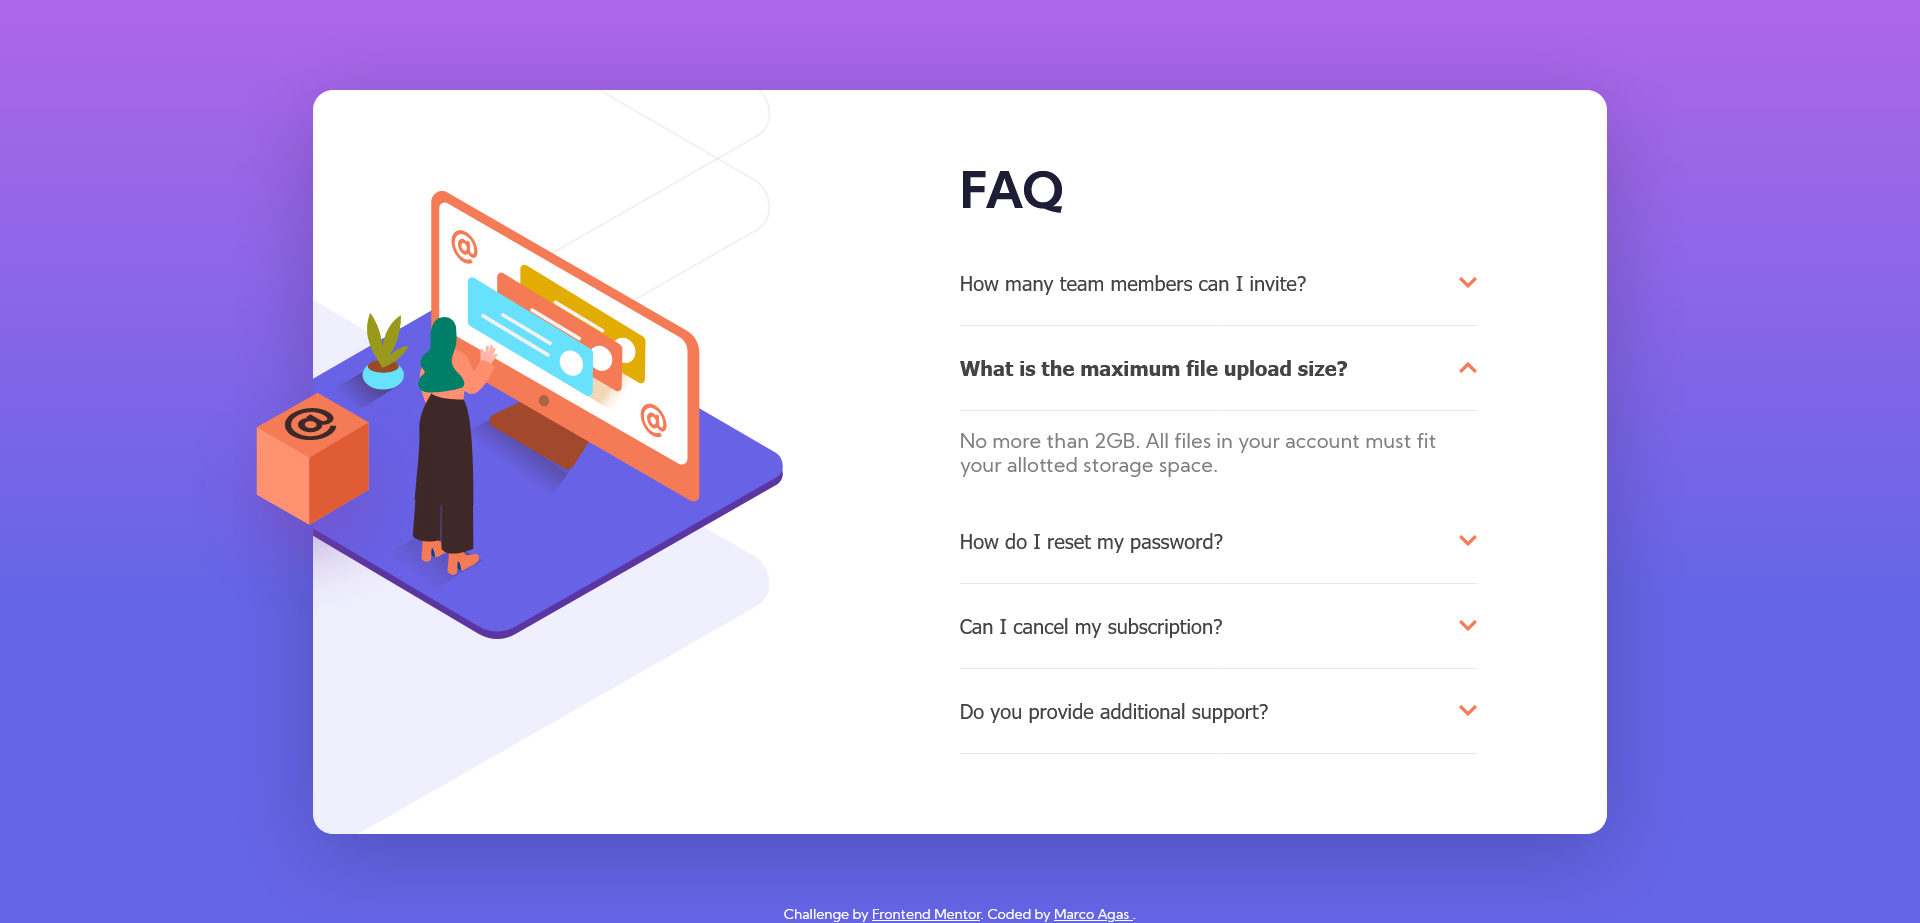 @
@
@
FAQ
How many team members can I invite?
What is the maximum file upload size?
No more than 2GB. All files in your account must fit
your allotted storage space.
How do I reset my password?
Can I cancel my subscription?
Do you provide additional support?
Challenge by Frontend Mentor. Coded by Marco Agas .